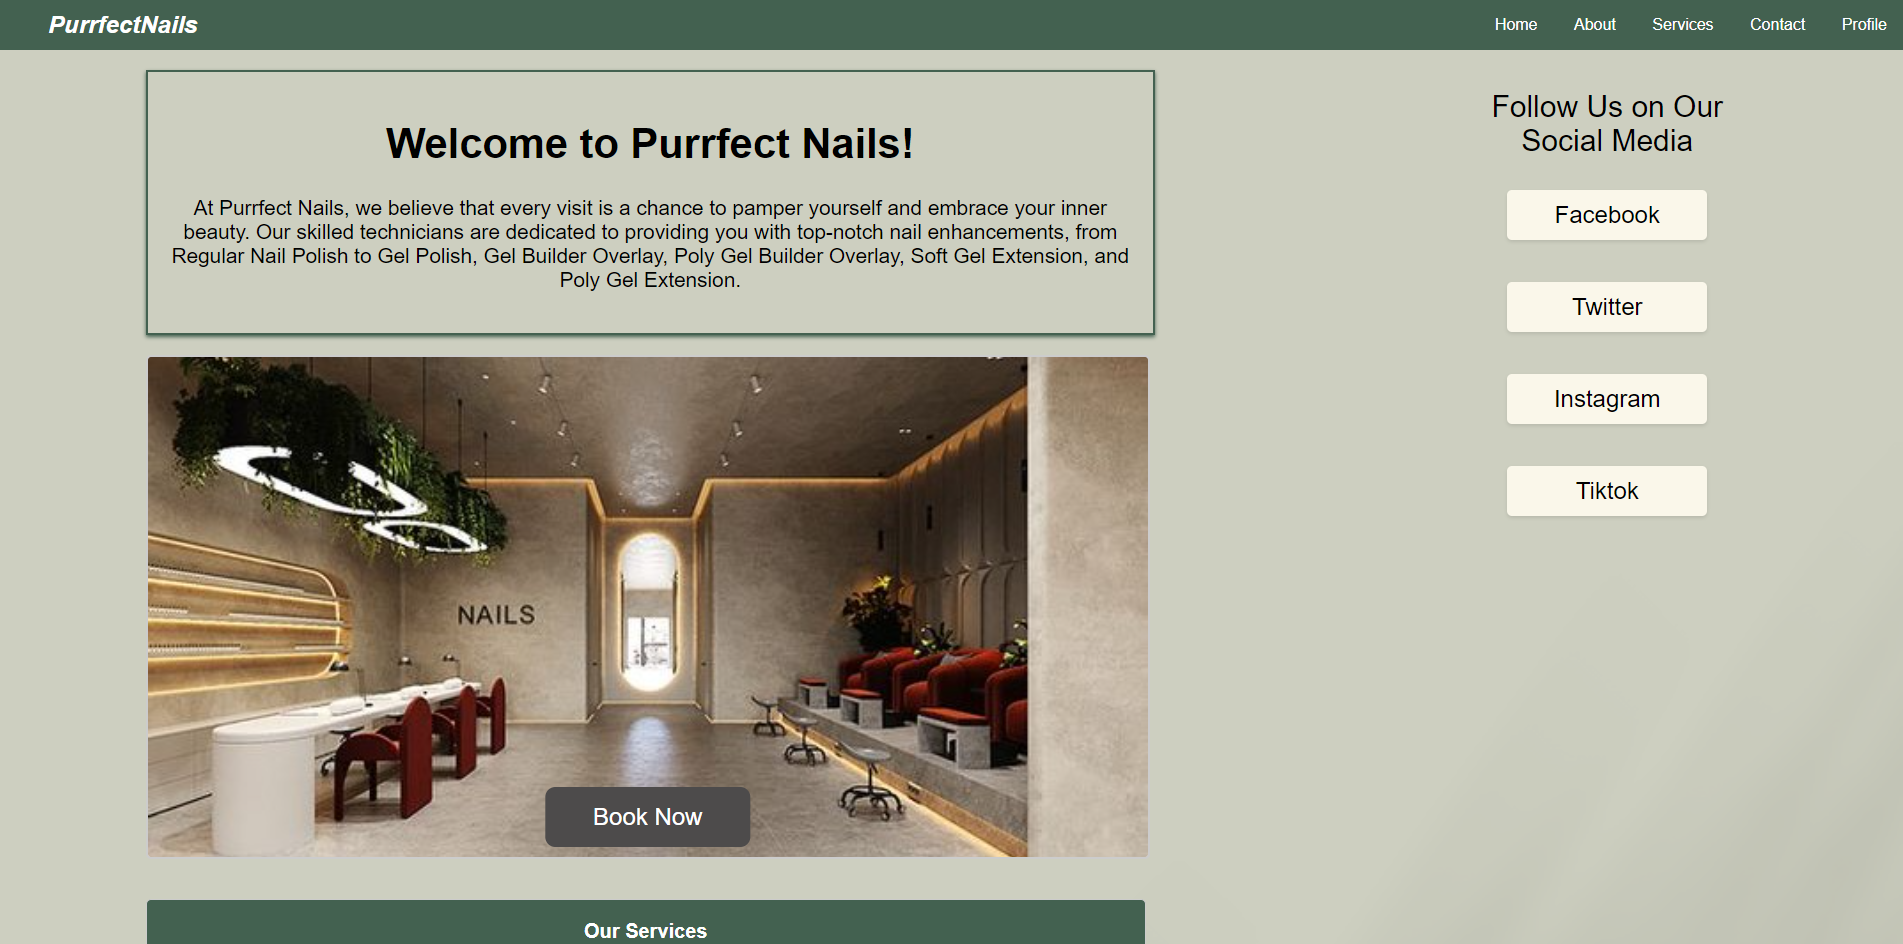 PurrfectNails
Home
About
Services
Contact
Profile
Welcome to Purrfect Nails!
At Purrfect Nails, we believe that every visit is a chance to pamper yourself and embrace your inner
beauty. Our skilled technicians are dedicated to providing you with top-notch nail enhancements, from
Regular Nail Polish to Gel Polish, Gel Builder Overlay, Poly Gel Builder Overlay, Soft Gel Extension, and
Poly Gel Extension.
NAILS
Book Now
Our Services
Follow Us on Our
Social Media
Facebook
Twitter
Instagram
Tiktok